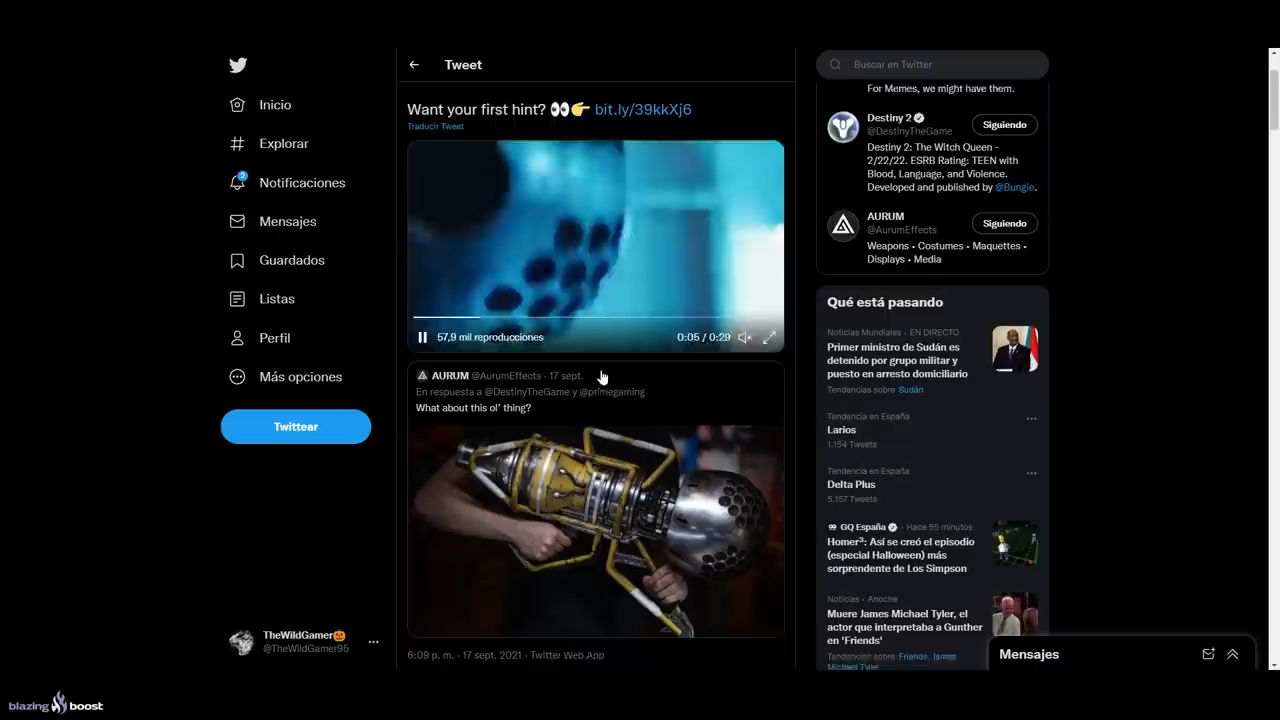 Inicio
Explorar
2
Notificaciones
Mensajes
Guardados
Listas
Perfil
Más opciones
Twittear
TheWildGamer🎃
@TheWildGamer95
Tweet
Want your first hint? 👀👉 bit.ly/39kkXj6
Traducir Tweet
57,9 mil reproducciones
0:05 / 0:29
AURUM @AurumEffects · 17 sept.
En respuesta a @DestinyTheGame y @primegaming
What about this ol' thing?
6:09 p. m. · 17 sept. 2021 · Twitter Web App
Buscar en Twitter
For Memes, we might have them.
Destiny 2
@DestinyTheGame
Siguiendo
Destiny 2: The Witch Queen -
2/22/22. ESRB Rating: TEEN with
Blood, Language, and Violence.
Developed and published by @Bungie.
AURUM
@AurumEffects
Siguiendo
Weapons • Costumes • Maquettes •
Displays • Media
Qué está pasando
Noticias Mundiales · EN DIRECTO
Primer ministro de Sudán es
detenido por grupo militar y
puesto en arresto domiciliario
Tendencias sobre Sudán
Tendencia en España
Larios
1.154 Tweets
Tendencia en España
Delta Plus
5.157 Tweets
GQ España · Hace 55 minutos
Homer³: Así se creó el episodio
(especial Halloween) más
sorprendente de Los Simpson
Noticias · Anoche
Muere James Michael Tyler, el
actor que interpretaba a Gunther
en 'Friends'
Tendencias sobre Friends, James
Michael Tyler
Mensajes
blazing boost